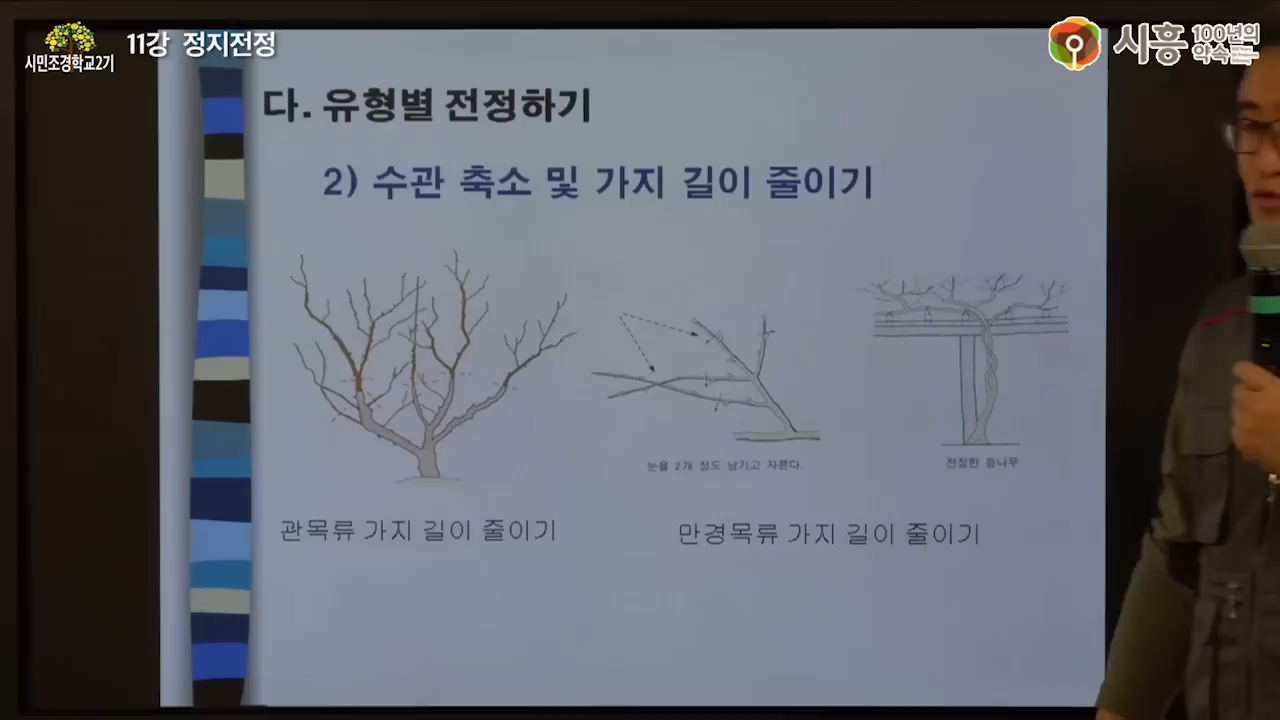 시민조경학교2기
11강 정지전정
시흥
100년의
약속
다. 유형별 전정하기
2) 수관 축소 및 가지 길이 줄이기
눈을 2개 정도 남기고 자른다.
전정한 등나무
관목류 가지 길이 줄이기
만경목류 가지 길이 줄이기